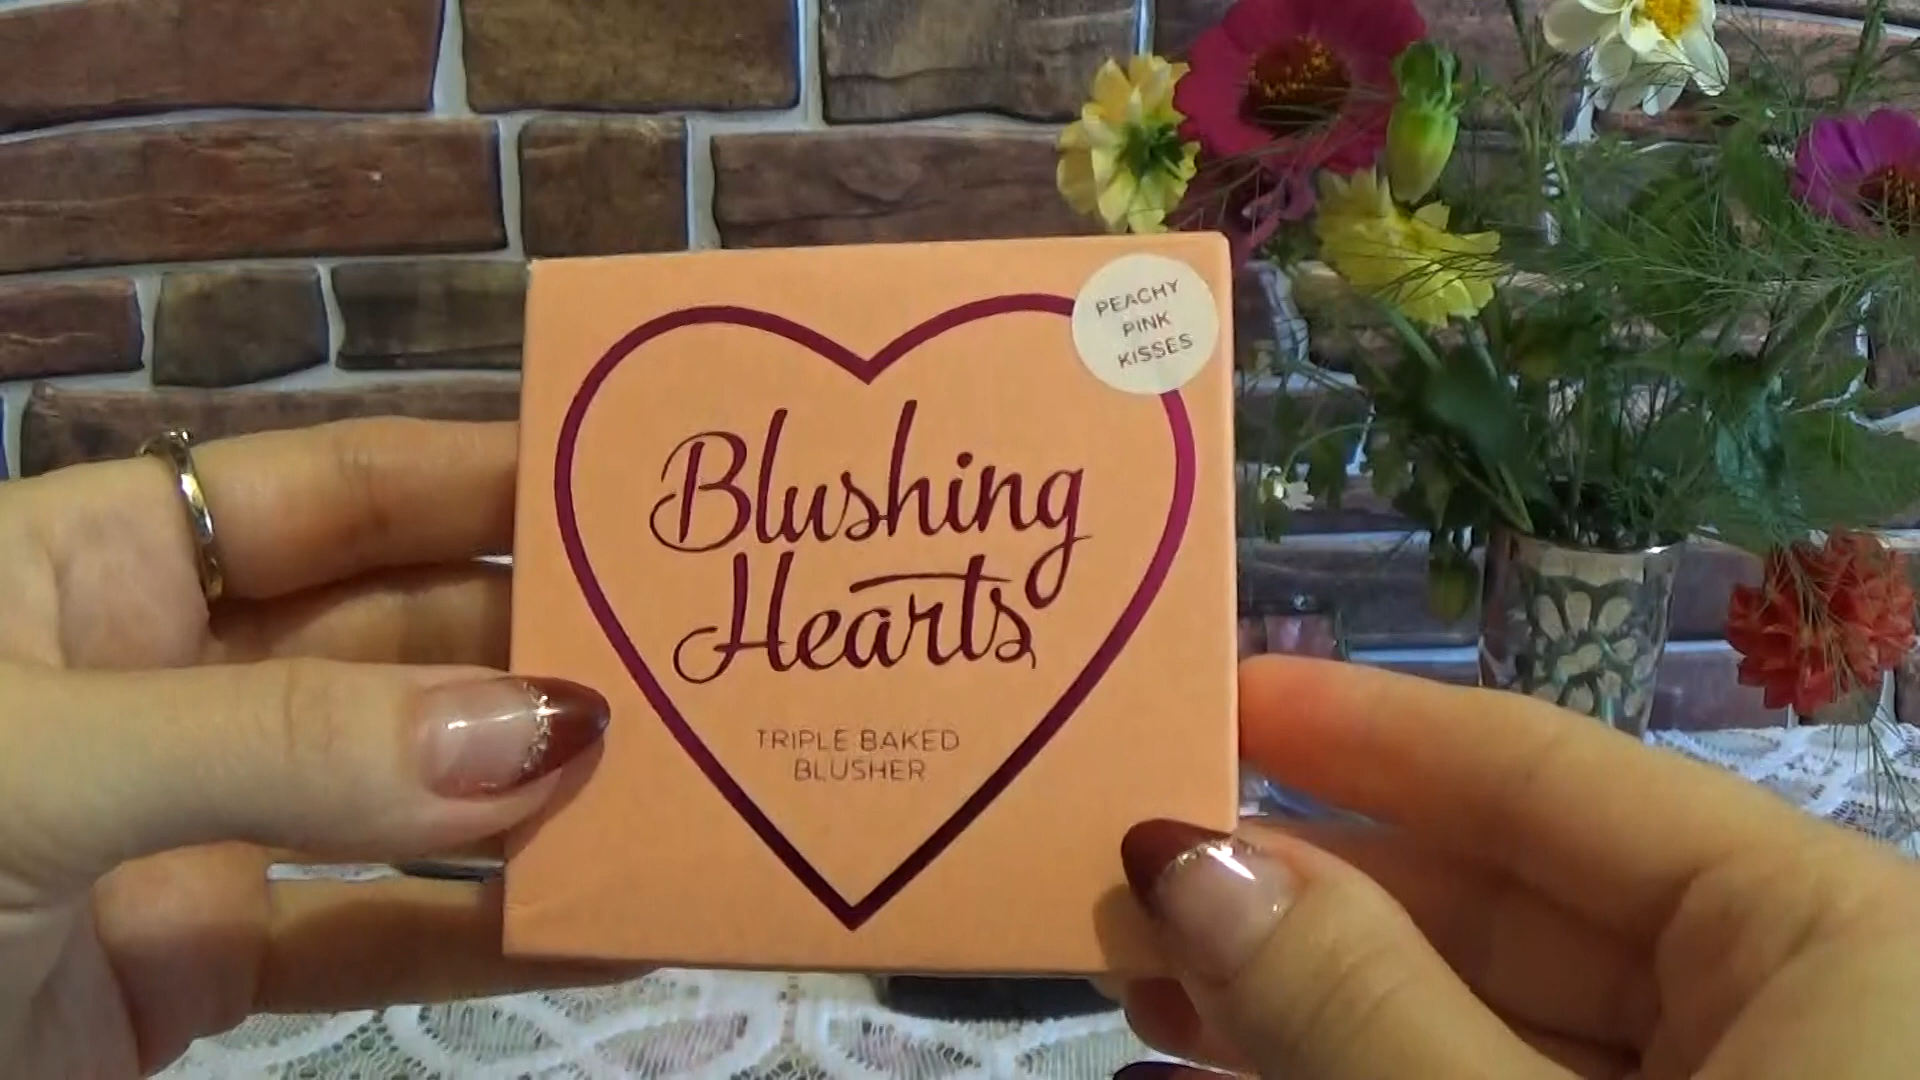 PEACHY
PINK
KISSES
Blushing
Hearts
TRIPLE BAKED
BLUSHER